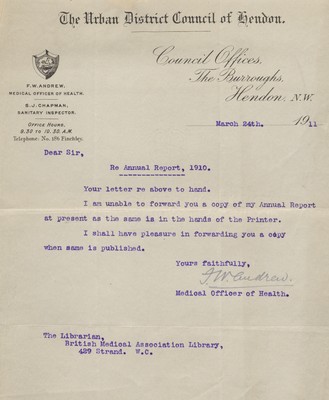 The Urban District Council of Hendon.
F.W. ANDREW.
MEDICAL OFFICER OF HEALTH.
S.J. CHAPMAN,
SANITARY INSPECTOR.
OFFICE HOURS,
9.30 TO 10.30 A.M.
Telephone: No. 196 Finchley.
Council Offices,
The Burroughs,
Hendon, N.W.
March 24th. 1911
Dear Sir,
Re Annual Report, 1910.
Your letter re above to hand.
I am unable to forward you a copy of my Annual Report
at present as the same is in the hands of the Printer.
I shall have pleasure in forwarding you a copy
when same is published.
Yours faithfully,
F.W. Andrew.
Medical Officer of Health.
The Librarian,
British Medical Association Library,
429 Strand. W.C.